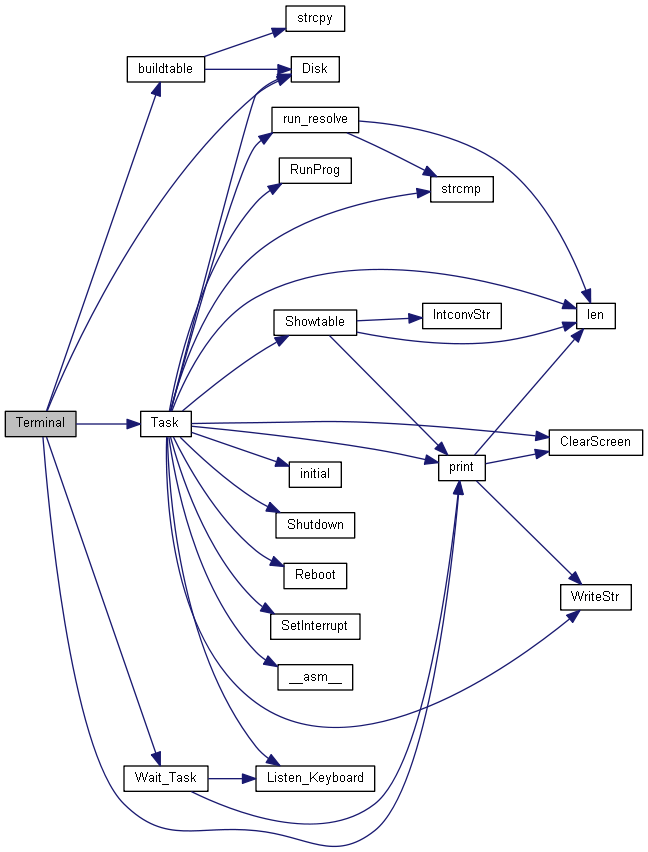 strcpy
buildtable
Disk
run_resolve
RunProg
strcmp
Showtable
IntconvStr
len
Terminal
Task
ClearScreen
print
initial
Shutdown
Reboot
WriteStr
SetInterrupt
__asm__
Wait_Task
Listen_Keyboard